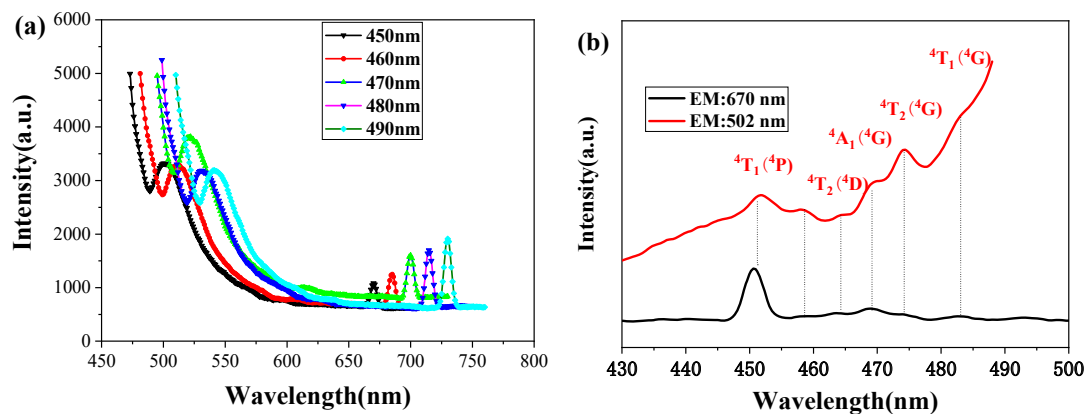 (a)
6000
5000
4000
3000
2000
1000
0
Intensity(a.u.)
450nm
460nm
470nm
480nm
490nm
450 500 550 600 650 700 750 800
Wavelength(nm)
(b)
EM:670 nm
EM:502 nm
⁴T₁(⁴P)
⁴T₂(⁴D)
⁴A₁(⁴G)
⁴T₂(⁴G)
⁴T₁(⁴G)
Intensity(a.u.)
430 440 450 460 470 480 490 500
Wavelength(nm)